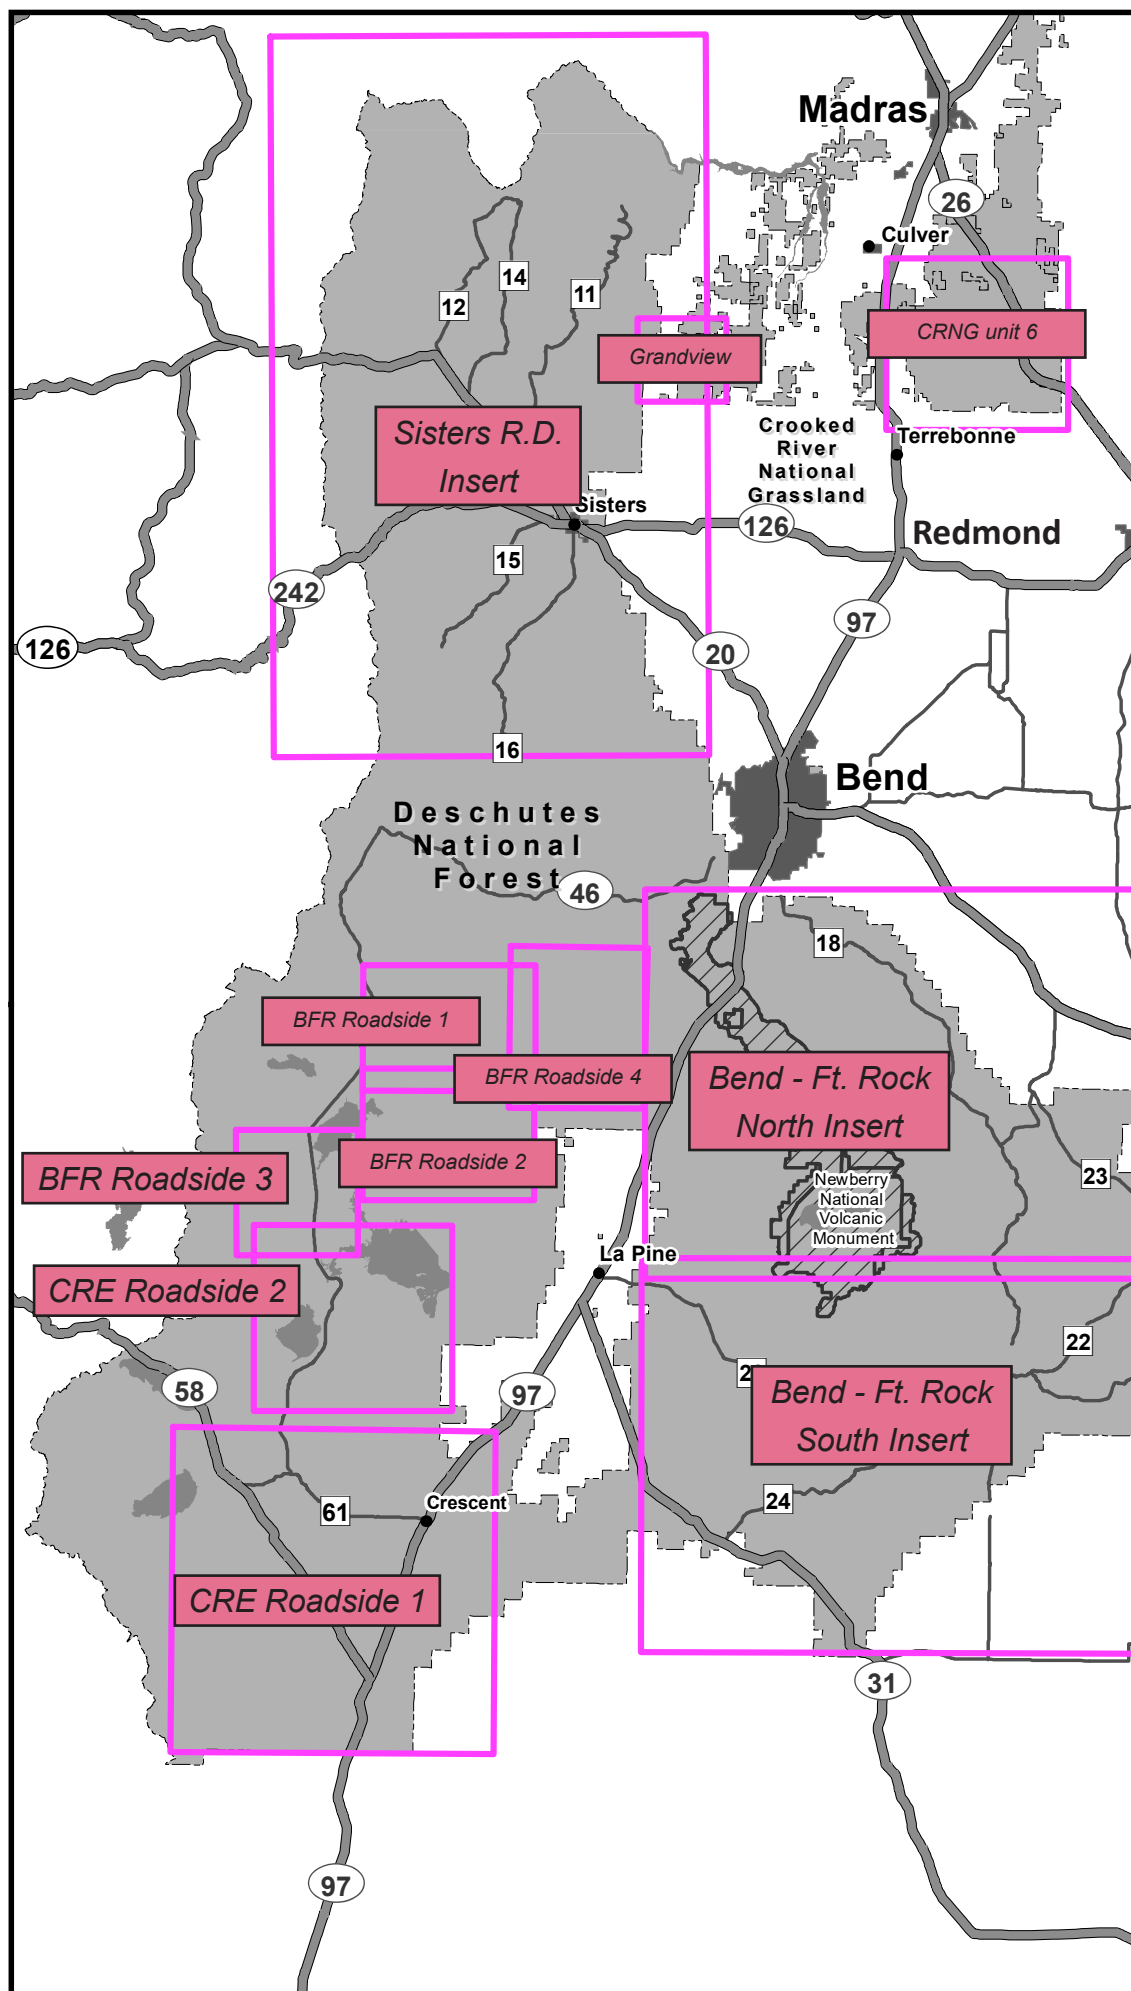 Madras
26
Culver
14
11
12
CRNG unit 6
Grandview
Sisters R.D.
Insert
Crooked
River
National
Grassland
Terrebonne
Sisters
126
Redmond
15
242
97
126
20
16
Bend
Deschutes
National
Forest
46
18
BFR Roadside 1
BFR Roadside 4
Bend - Ft. Rock
North Insert
BFR Roadside 2
BFR Roadside 3
23
Newberry
National
Volcanic
Monument
La Pine
CRE Roadside 2
22
58
97
Bend - Ft. Rock
South Insert
24
61
Crescent
CRE Roadside 1
31
97